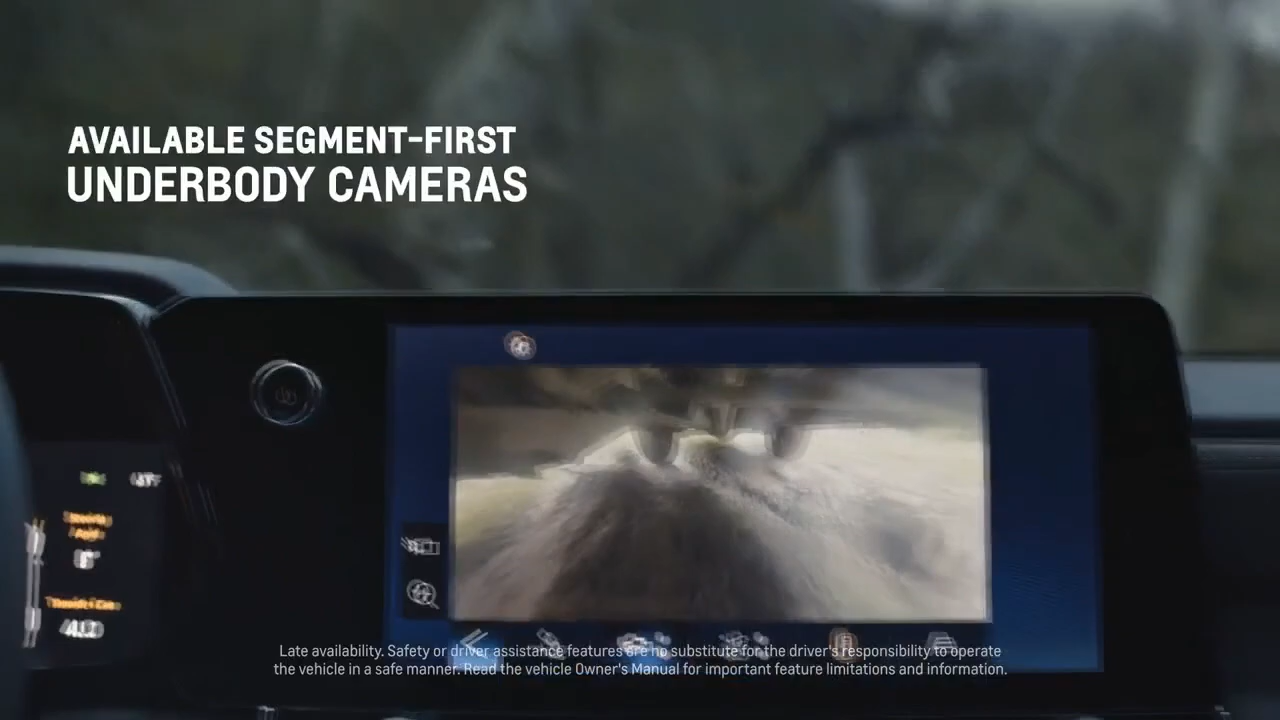 AVAILABLE SEGMENT-FIRST
UNDERBODY CAMERAS
Late availability. Safety or driver assistance features are no substitute for the driver's responsibility to operate
the vehicle in a safe manner. Read the vehicle Owner's Manual for important feature limitations and information.